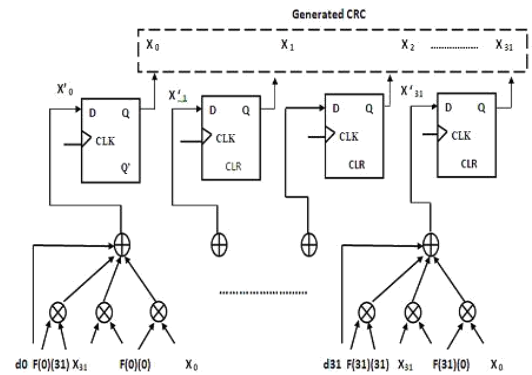 Generated CRC
X0 X1 X2 .................. X31
X'0 X'1 X'31
D Q D Q D Q D Q
CLK CLK CLK CLK
Q' CLR CLR CLR
..........................
d0 F(0)(31) X31 F(0)(0) X0 d31 F(31)(31) X31 F(31)(0) X0